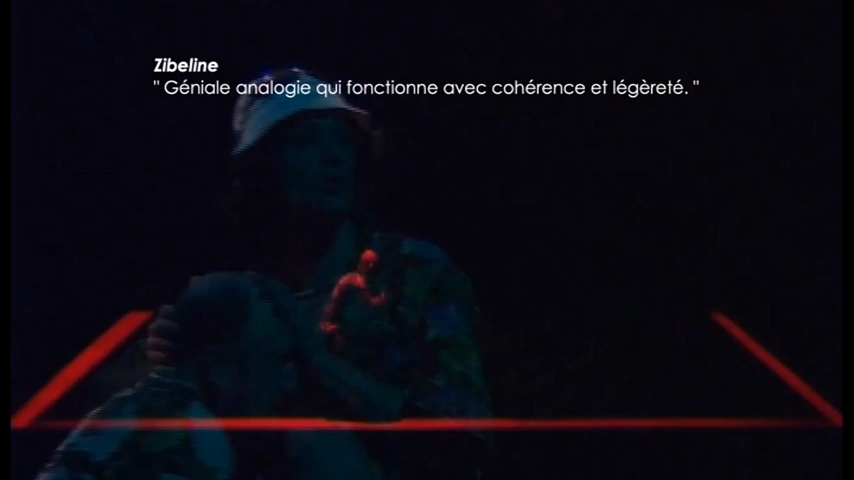 Zibeline
" Géniale analogie qui fonctionne avec cohérence et légèreté. "